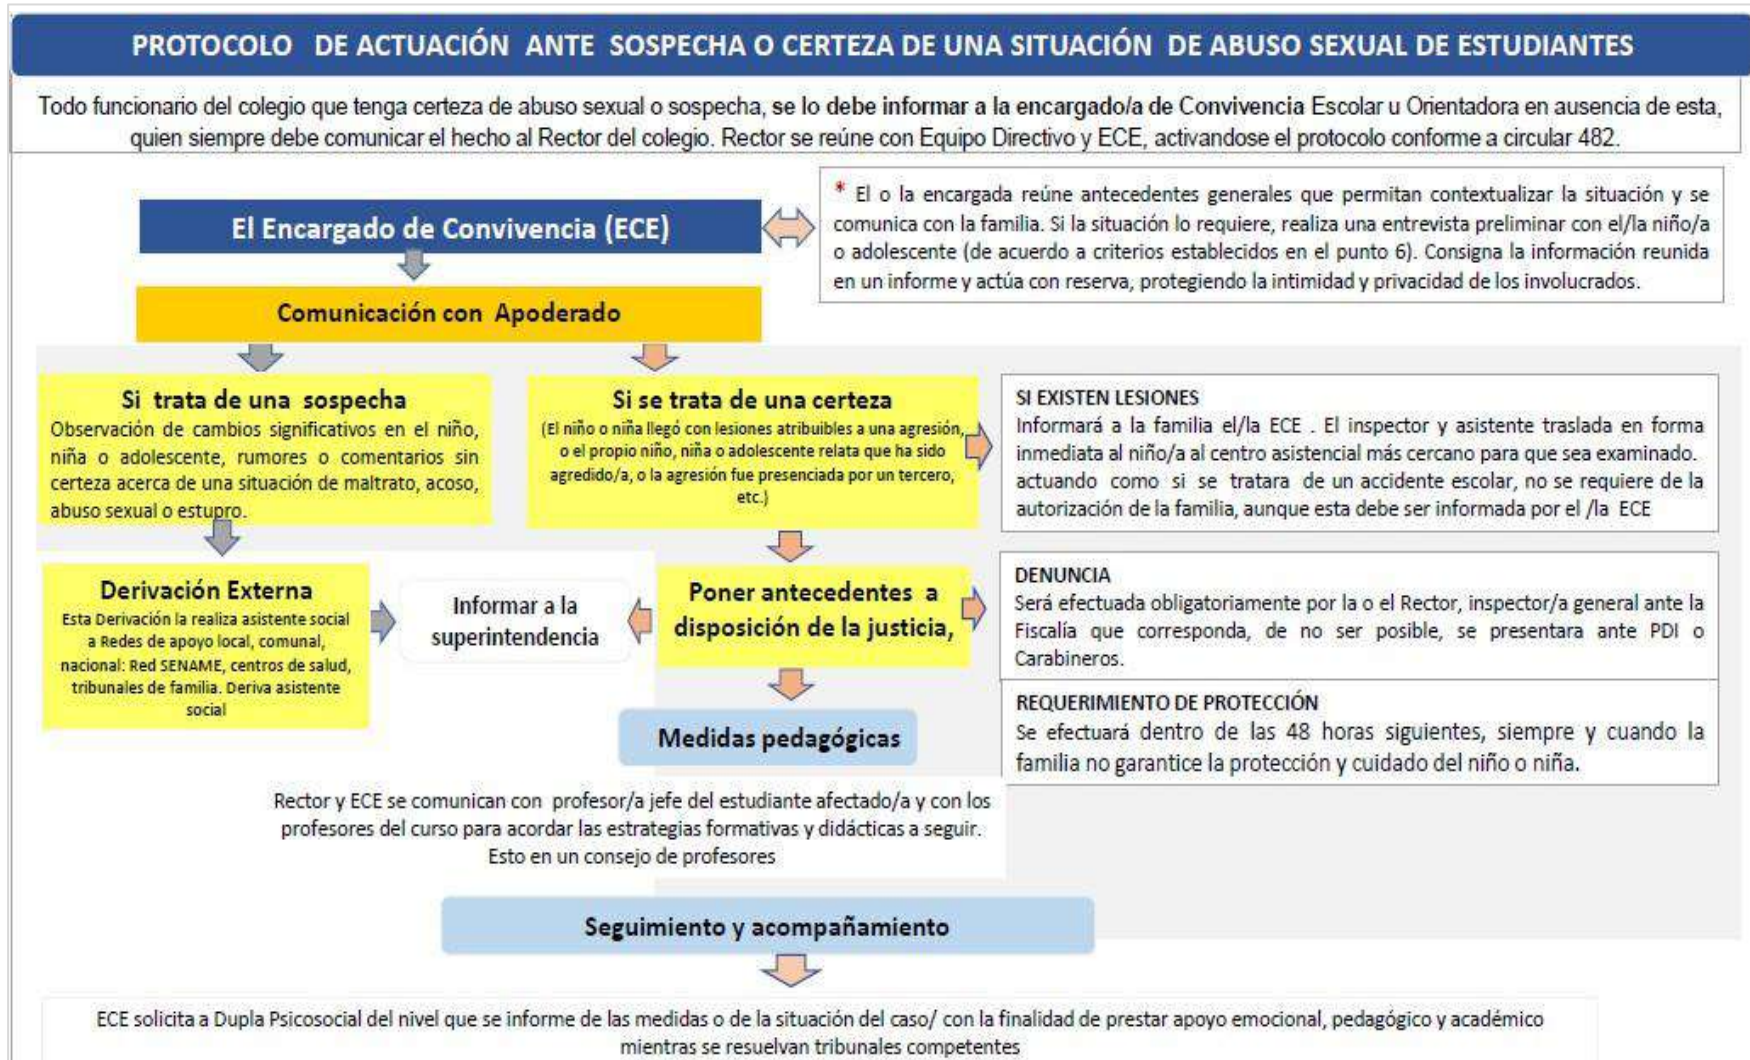 PROTOCOLO DE ACTUACIÓN ANTE SOSPECHA O CERTEZA DE UNA SITUACIÓN DE ABUSO SEXUAL DE ESTUDIANTES
Todo funcionario del colegio que tenga certeza de abuso sexual o sospecha, se lo debe informar a la encargado/a de Convivencia Escolar u Orientadora en ausencia de esta,
quien siempre debe comunicar el hecho al Rector del colegio. Rector se reúne con Equipo Directivo y ECE, activandose el protocolo conforme a circular 482.
El Encargado de Convivencia (ECE)
* El o la encargada reúne antecedentes generales que permitan contextualizar la situación y se
comunica con la familia. Si la situación lo requiere, realiza una entrevista preliminar con el/la niño/a
o adolescente (de acuerdo a criterios establecidos en el punto 6). Consigna la información reunida
en un informe y actúa con reserva, protegiendo la intimidad y privacidad de los involucrados.
Comunicación con Apoderado
Si trata de una sospecha
Observación de cambios significativos en el niño,
niña o adolescente, rumores o comentarios sin
certeza acerca de una situación de maltrato, acoso,
abuso sexual o estupro.
Si se trata de una certeza
(El niño o niña llegó con lesiones atribuibles a una agresión,
o el propio niño, niña o adolescente relata que ha sido
agredido/a, o la agresión fue presenciada por un tercero,
etc.)
SI EXISTEN LESIONES
Informará a la familia el/la ECE . El inspector y asistente traslada en forma
inmediata al niño/a al centro asistencial más cercano para que sea examinado.
actuando como si se tratara de un accidente escolar, no se requiere de la
autorización de la familia, aunque esta debe ser informada por el /la ECE
Derivación Externa
Esta Derivación la realiza asistente social
a Redes de apoyo local, comunal,
nacional: Red SENAME, centros de salud,
tribunales de familia. Deriva asistente
social
Informar a la
superintendencia
Poner antecedentes a
disposición de la justicia,
DENUNCIA
Será efectuada obligatoriamente por la o el Rector, inspector/a general ante la
Fiscalía que corresponda, de no ser posible, se presentara ante PDI o
Carabineros.
REQUERIMIENTO DE PROTECCIÓN
Se efectuará dentro de las 48 horas siguientes, siempre y cuando la
familia no garantice la protección y cuidado del niño o niña.
Medidas pedagógicas
Rector y ECE se comunican con profesor/a jefe del estudiante afectado/a y con los
profesores del curso para acordar las estrategias formativas y didácticas a seguir.
Esto en un consejo de profesores
Seguimiento y acompañamiento
ECE solicita a Dupla Psicosocial del nivel que se informe de las medidas o de la situación del caso/ con la finalidad de prestar apoyo emocional, pedagógico y académico
mientras se resuelvan tribunales competentes